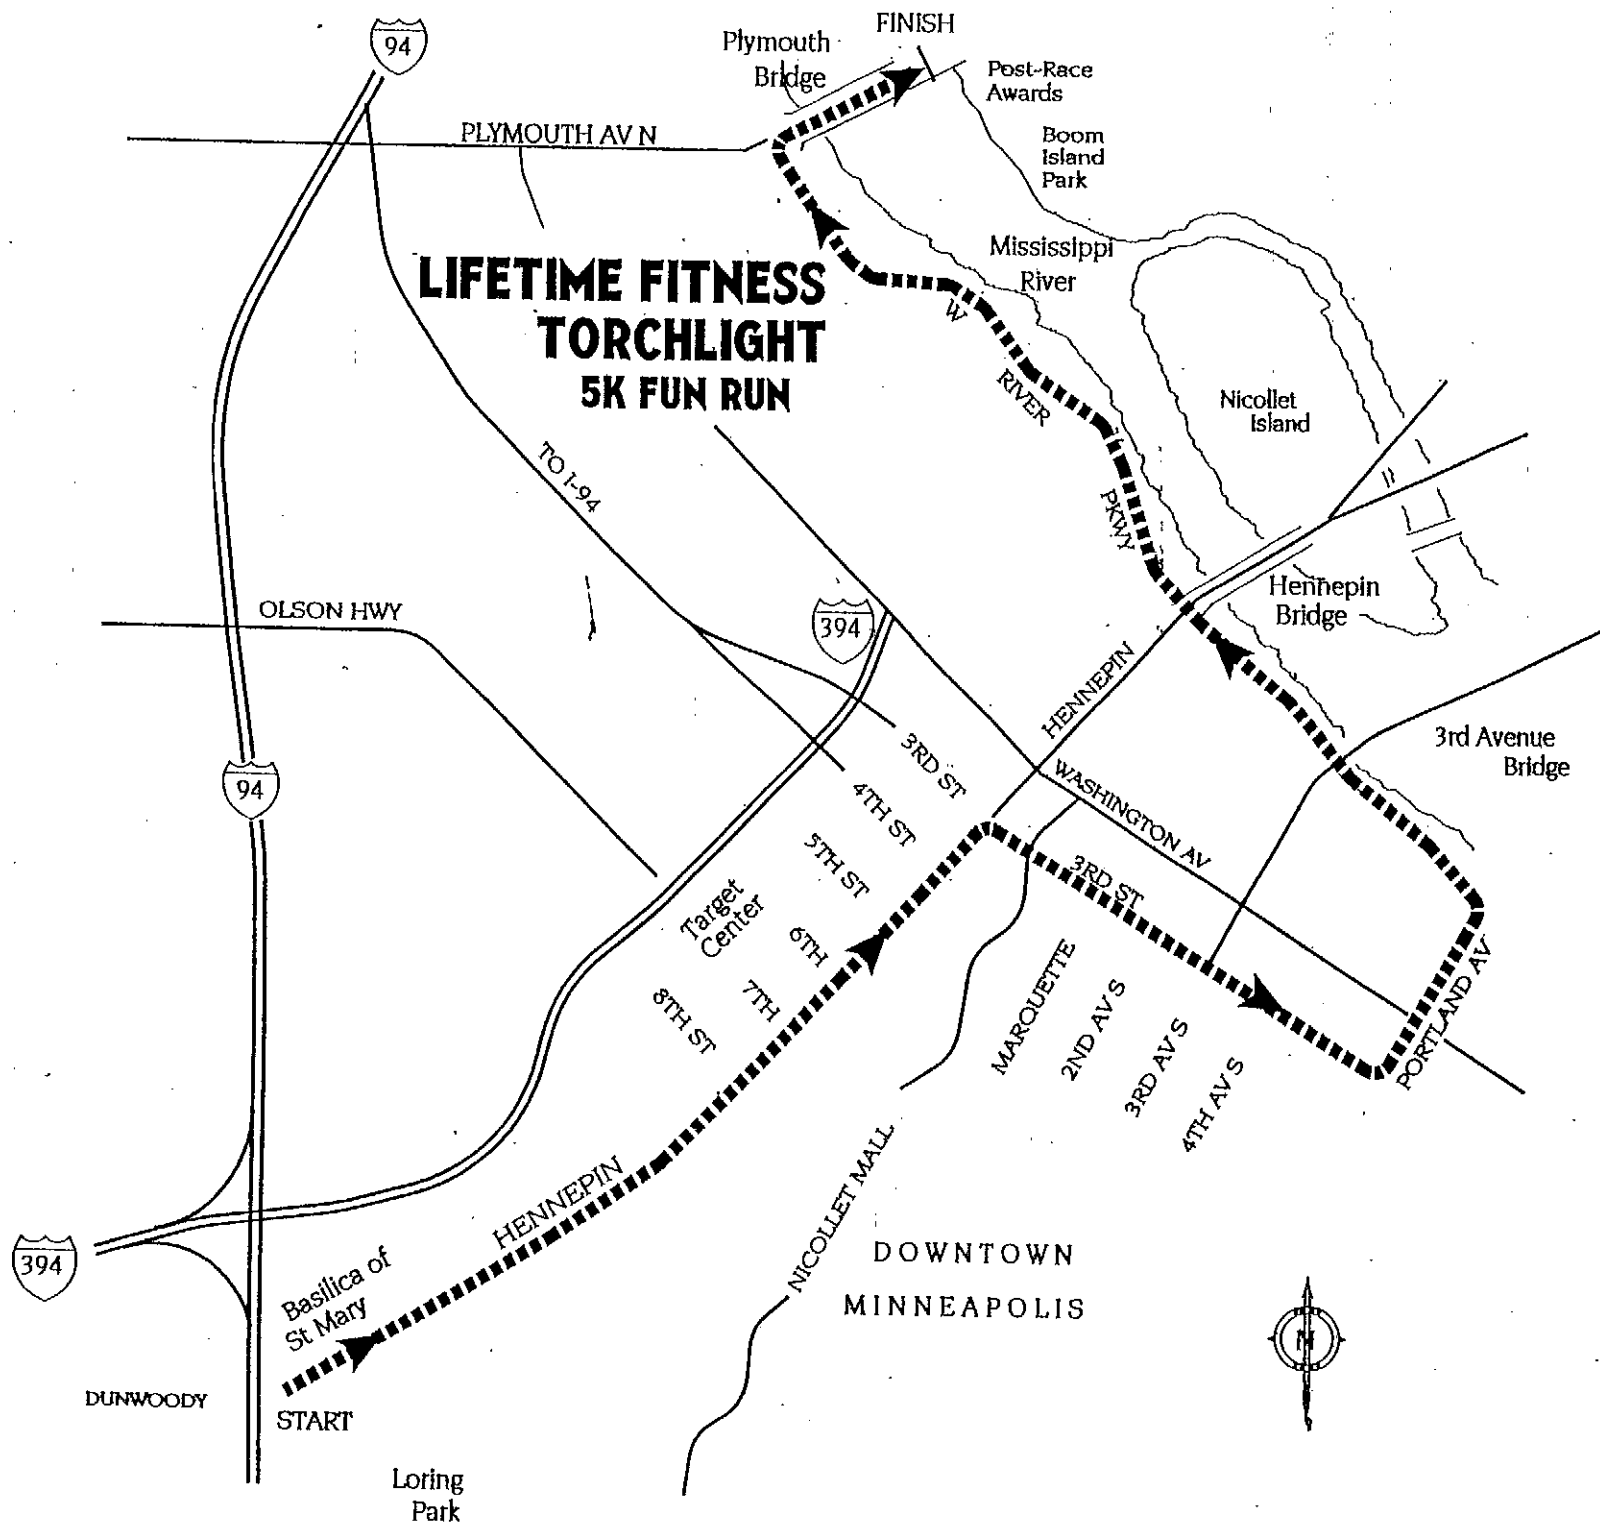 94
FINISH
Plymouth
Bridge
Post-Race
Awards
PLYMOUTH AV N
Boom
Island
Park
LIFETIME FITNESS
TORCHLIGHT
5K FUN RUN
Mississippi
River
W
RIVER
PKWY
Nicollet
Island
TO I-94
OLSON HWY
394
Hennepin
Bridge
HENNEPIN
3rd Avenue
Bridge
94
3RD ST
4TH ST
5TH ST
6TH
7TH
8TH ST
Target
Center
WASHINGTON AV
3RD ST
MARQUETTE
2ND AV S
3RD AV S
4TH AV S
PORTLAND AV
HENNEPIN
NICOLLET MALL
DOWNTOWN
MINNEAPOLIS
394
Basilica of
St Mary
N
DUNWOODY
START
Loring
Park